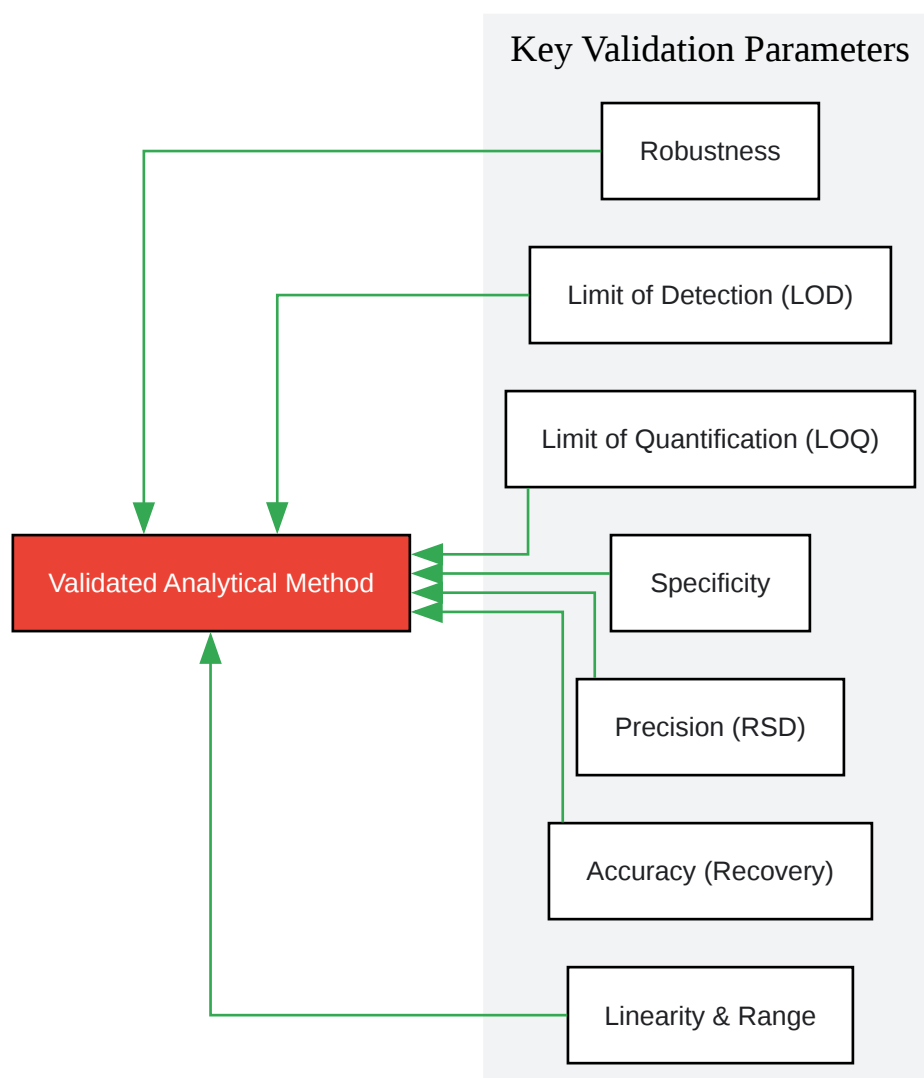 Key Validation Parameters
Robustness
Limit of Detection (LOD)
Limit of Quantification (LOQ)
Validated Analytical Method
Specificity
Precision (RSD)
Accuracy (Recovery)
Linearity & Range